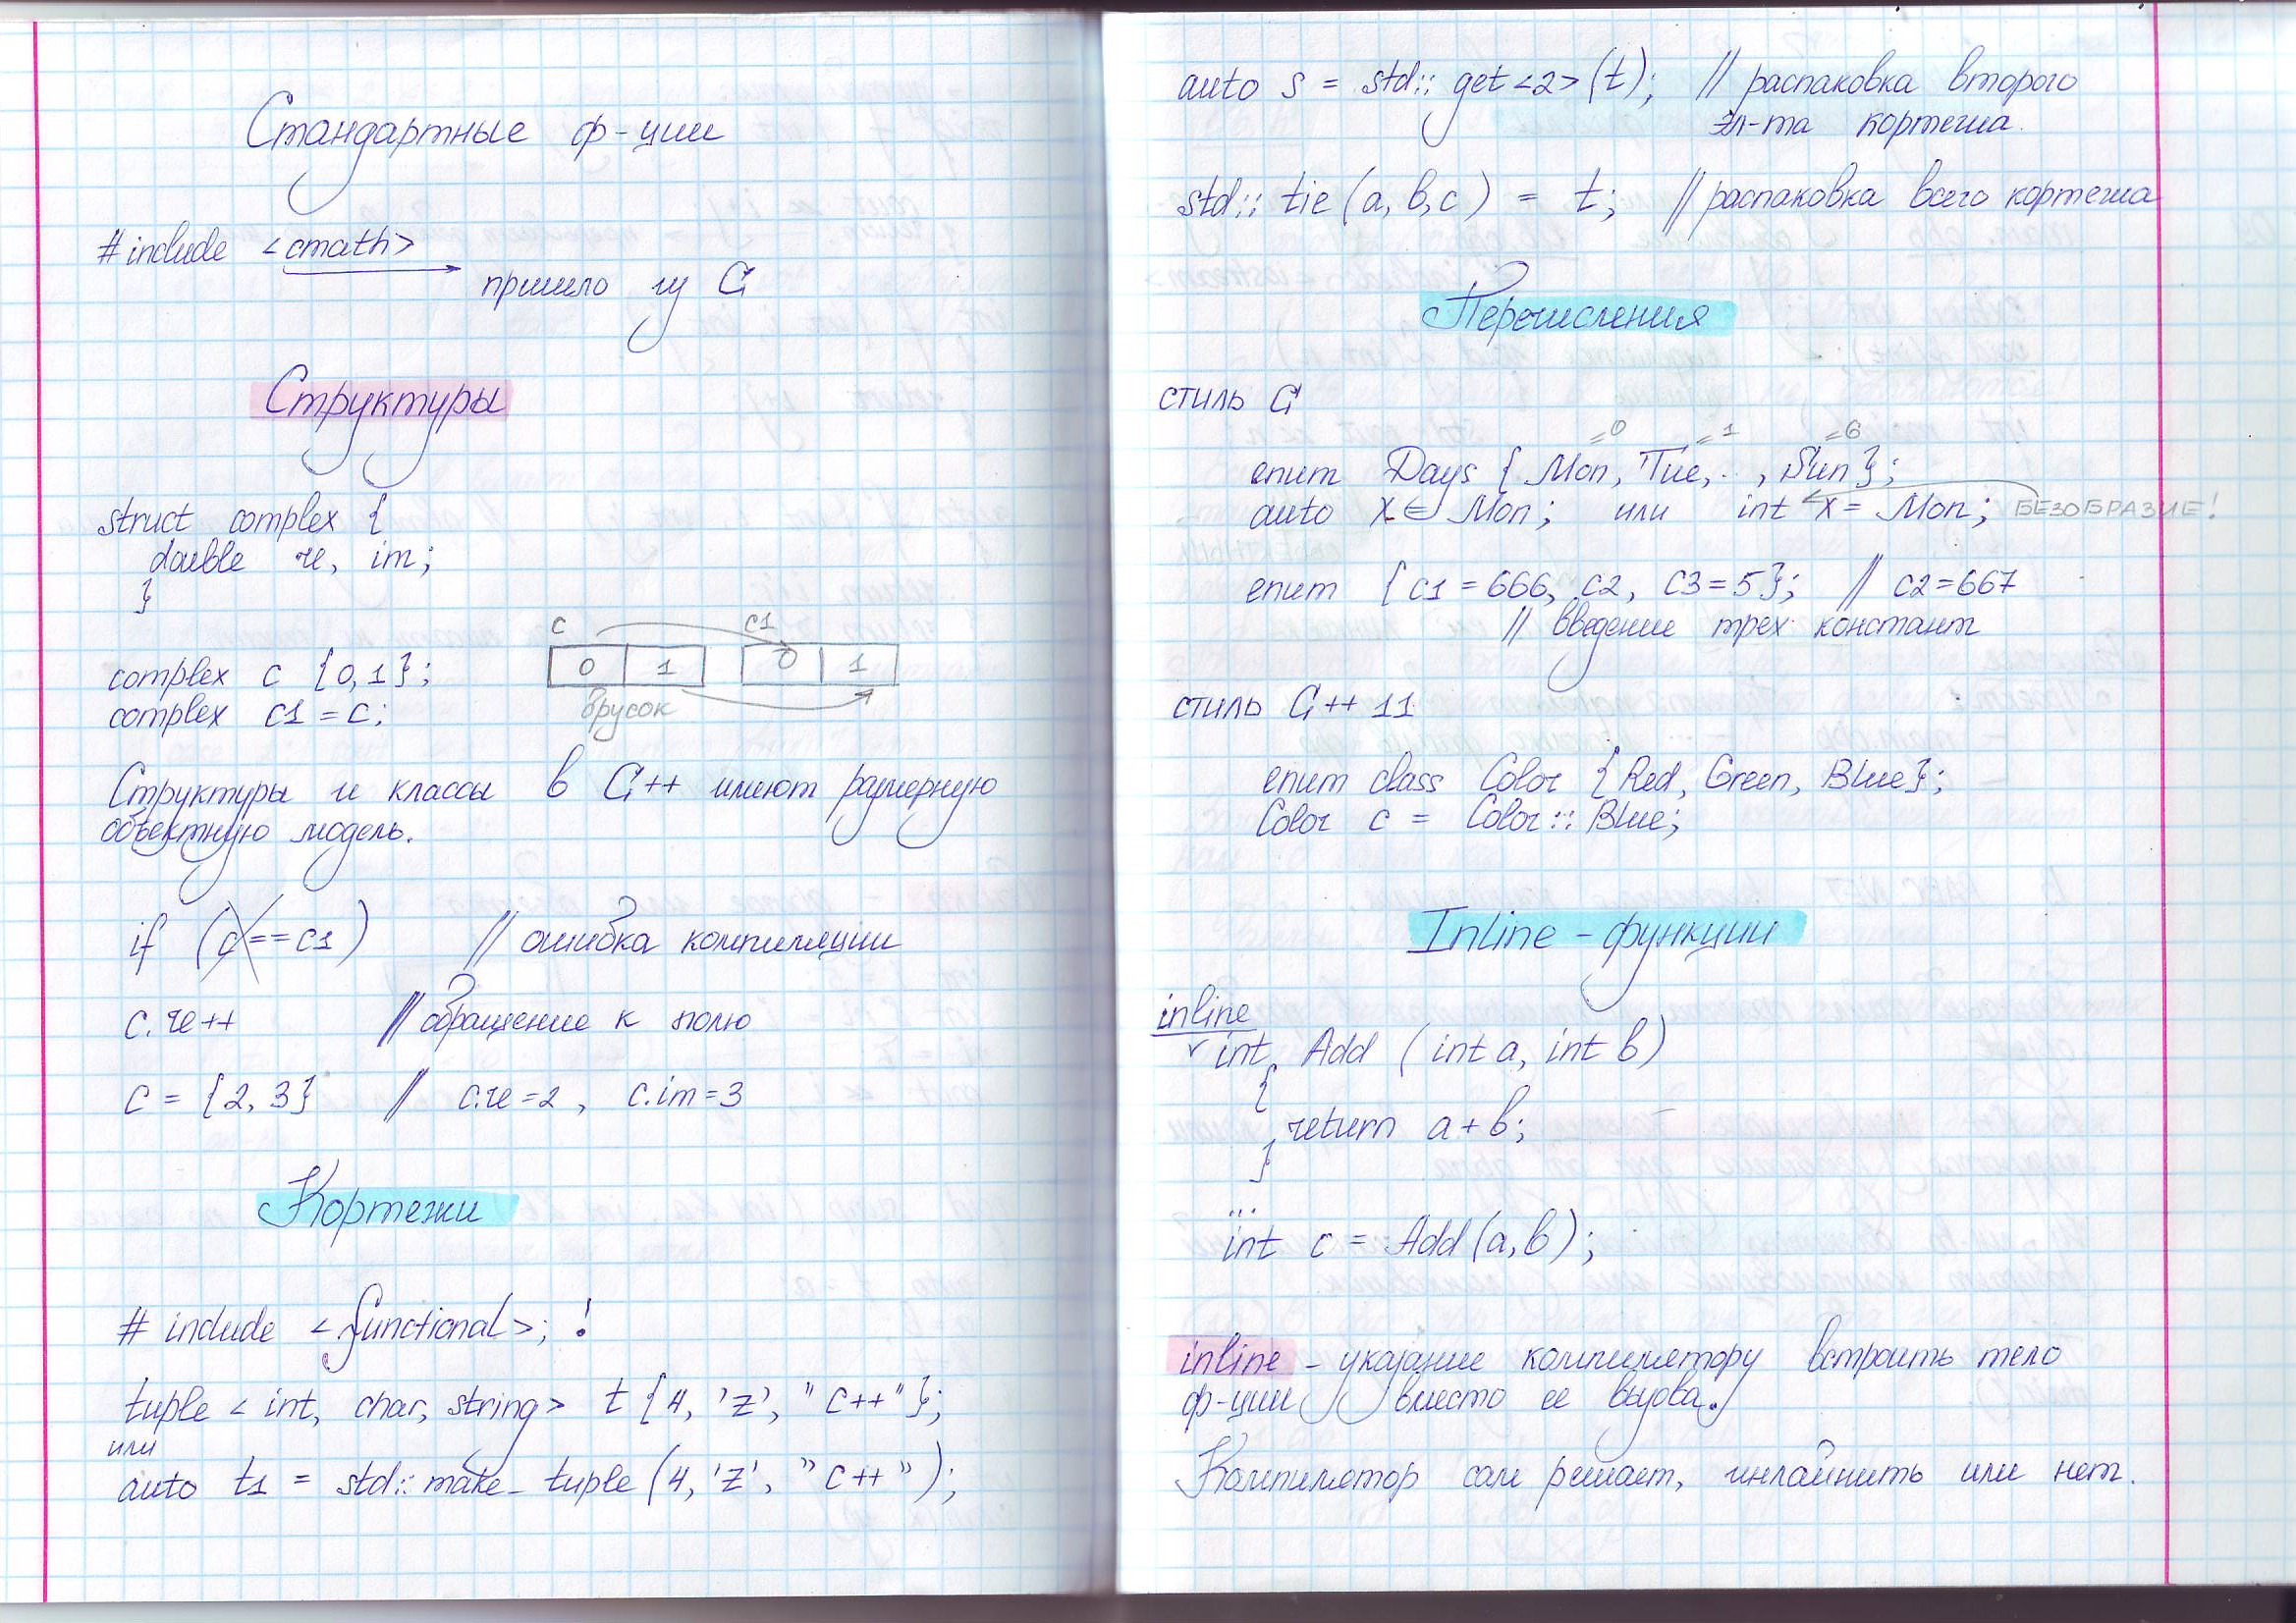 Стандартные ф-ции
#include <cmath>
пришло из C
Структуры
struct complex {
double re, im;
}
complex c {0,1};
complex c1 = c;
c c1
0 1 0 1
брусок
Структуры и классы в C++ имеют размерную
объектную модель.
if (c==c1) // ошибка компиляции
c.re++ // обращение к полю
c = {2, 3} // c.re=2, c.im=3
Кортежи
# include <functional>; !
tuple <int, char, string> t {4, 'z', "C++"};
или
auto t1 = std::make_tuple(4, 'z', "C++");
auto s = std::get<2>(t); // распаковка второго
эл-та кортежа.
std::tie(a, b, c) = t; // распаковка всего кортежа
Перечисления
стиль C
=0 =1 =6
enum Days { Mon, Tue, .. , Sun};
auto x = Mon; или int x = Mon; БЕЗОБРАЗИЕ!
enum {c1=666, c2, c3=5}; // c2=667
// введение трех констант
стиль C++ 11
enum class Color {Red, Green, Blue};
Color c = Color::Blue;
Inline-функции
inline
int Add (int a, int b)
{
return a+b;
}
...
int c = Add(a,b);
inline - указание компилятору встроить тело
ф-ции вместо ее вызова.
Компилятор сам решает, инлайнить или нет.